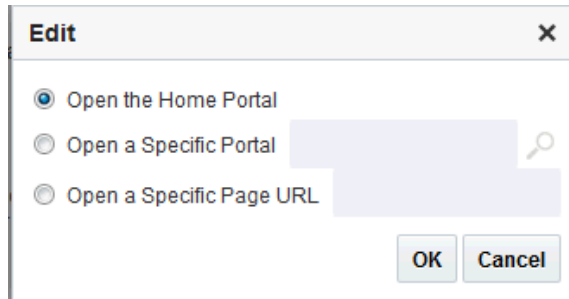 Edit
Open the Home Portal
Open a Specific Portal
Open a Specific Page URL
OK Cancel